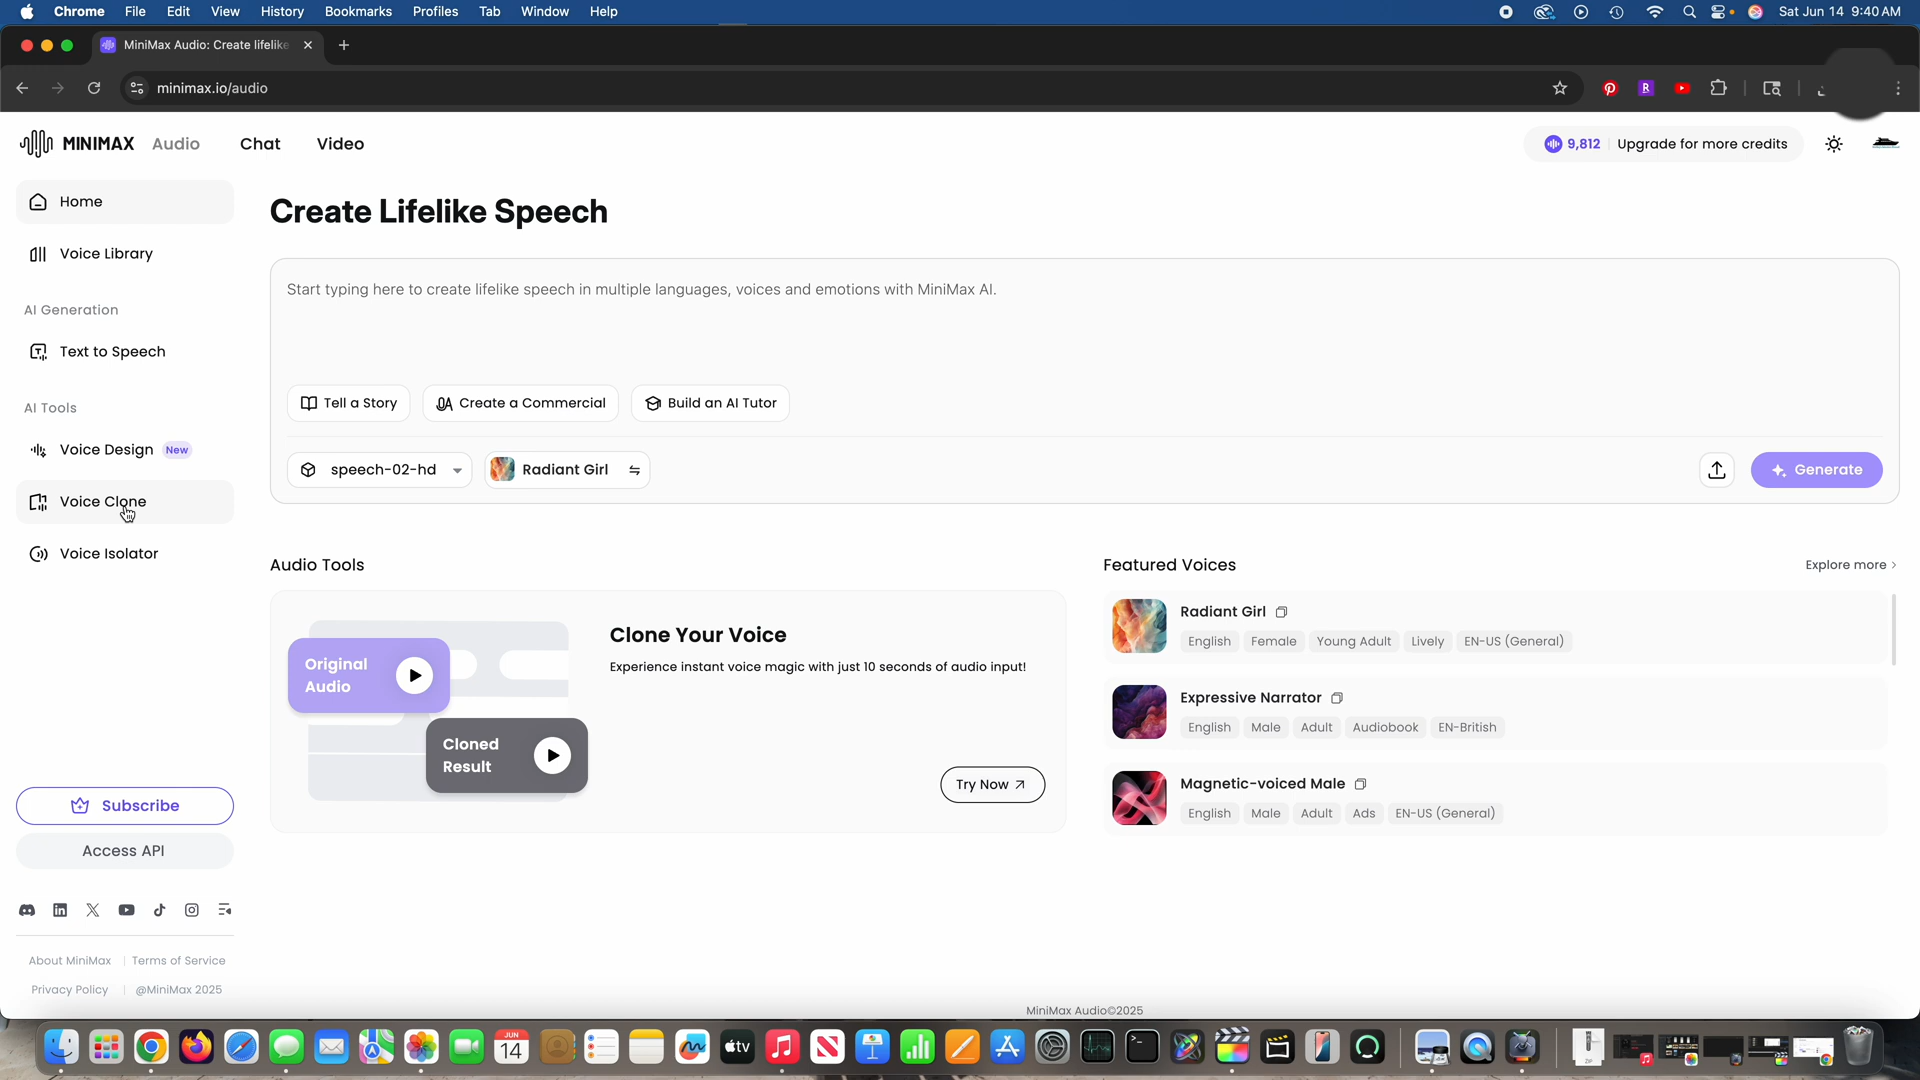 Chrome File Edit View History Bookmarks Profiles Tab Window Help Sat Jun 14 9:40 AM
MiniMax Audio: Create lifelike
minimax.io/audio
MINIMAX Audio Chat Video 9,812 Upgrade for more credits
Home
Create Lifelike Speech
Voice Library
Start typing here to create lifelike speech in multiple languages, voices and emotions with MiniMax AI.
AI Generation
Text to Speech
Tell a Story Create a Commercial Build an AI Tutor
AI Tools
Voice Design New
speech-02-hd Radiant Girl Generate
Voice Clone
Voice Isolator
Audio Tools
Original Audio
Cloned Result
Clone Your Voice
Experience instant voice magic with just 10 seconds of audio input!
Try Now
Featured Voices Explore more
Radiant Girl
English Female Young Adult Lively EN-US (General)
Expressive Narrator
English Male Adult Audiobook EN-British
Magnetic-voiced Male
English Male Adult Ads EN-US (General)
Subscribe
Access API
About MiniMax Terms of Service
Privacy Policy @MiniMax 2025
MiniMax Audio©2025
JUN
14
tv
ZIP